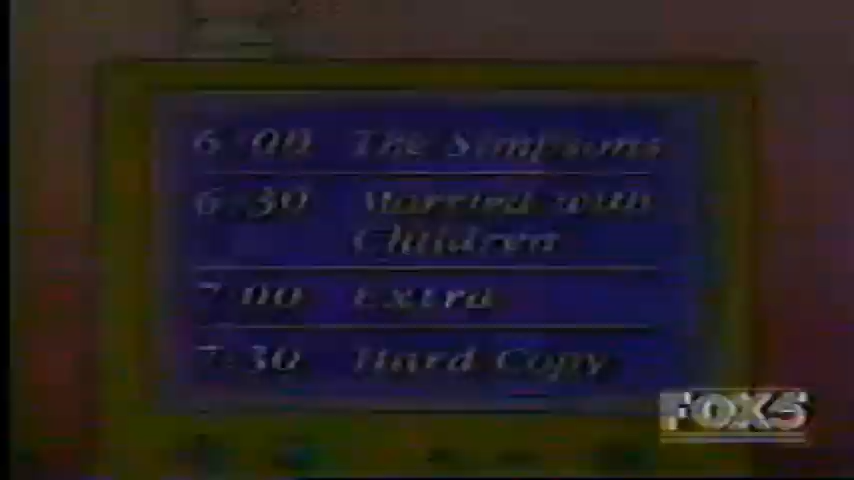 6:00 The Simpsons
6:30 Married with
Children
7:00 Extra
7:30 Hard Copy
FOX5